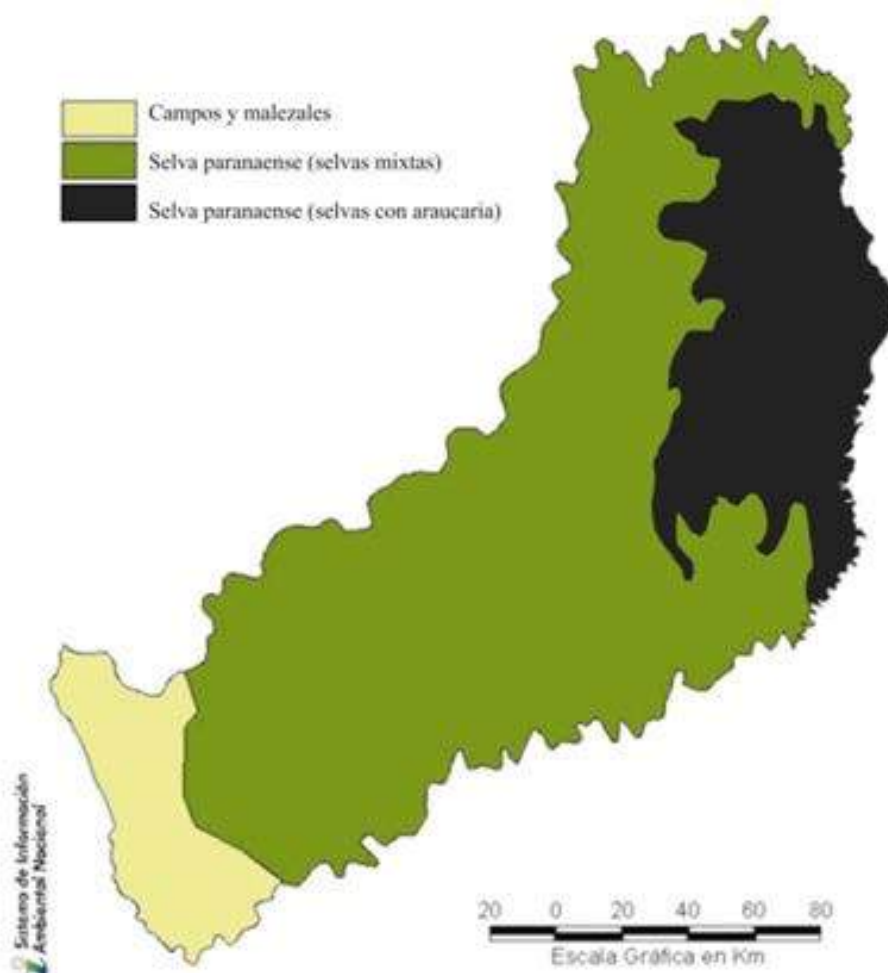 Campos y malezales
Selva paranaense (selvas mixtas)
Selva paranaense (selvas con araucaria)
Sistema de Información
Ambiental Nacional
20 0 20 40 60 80
Escala Gráfica en Km